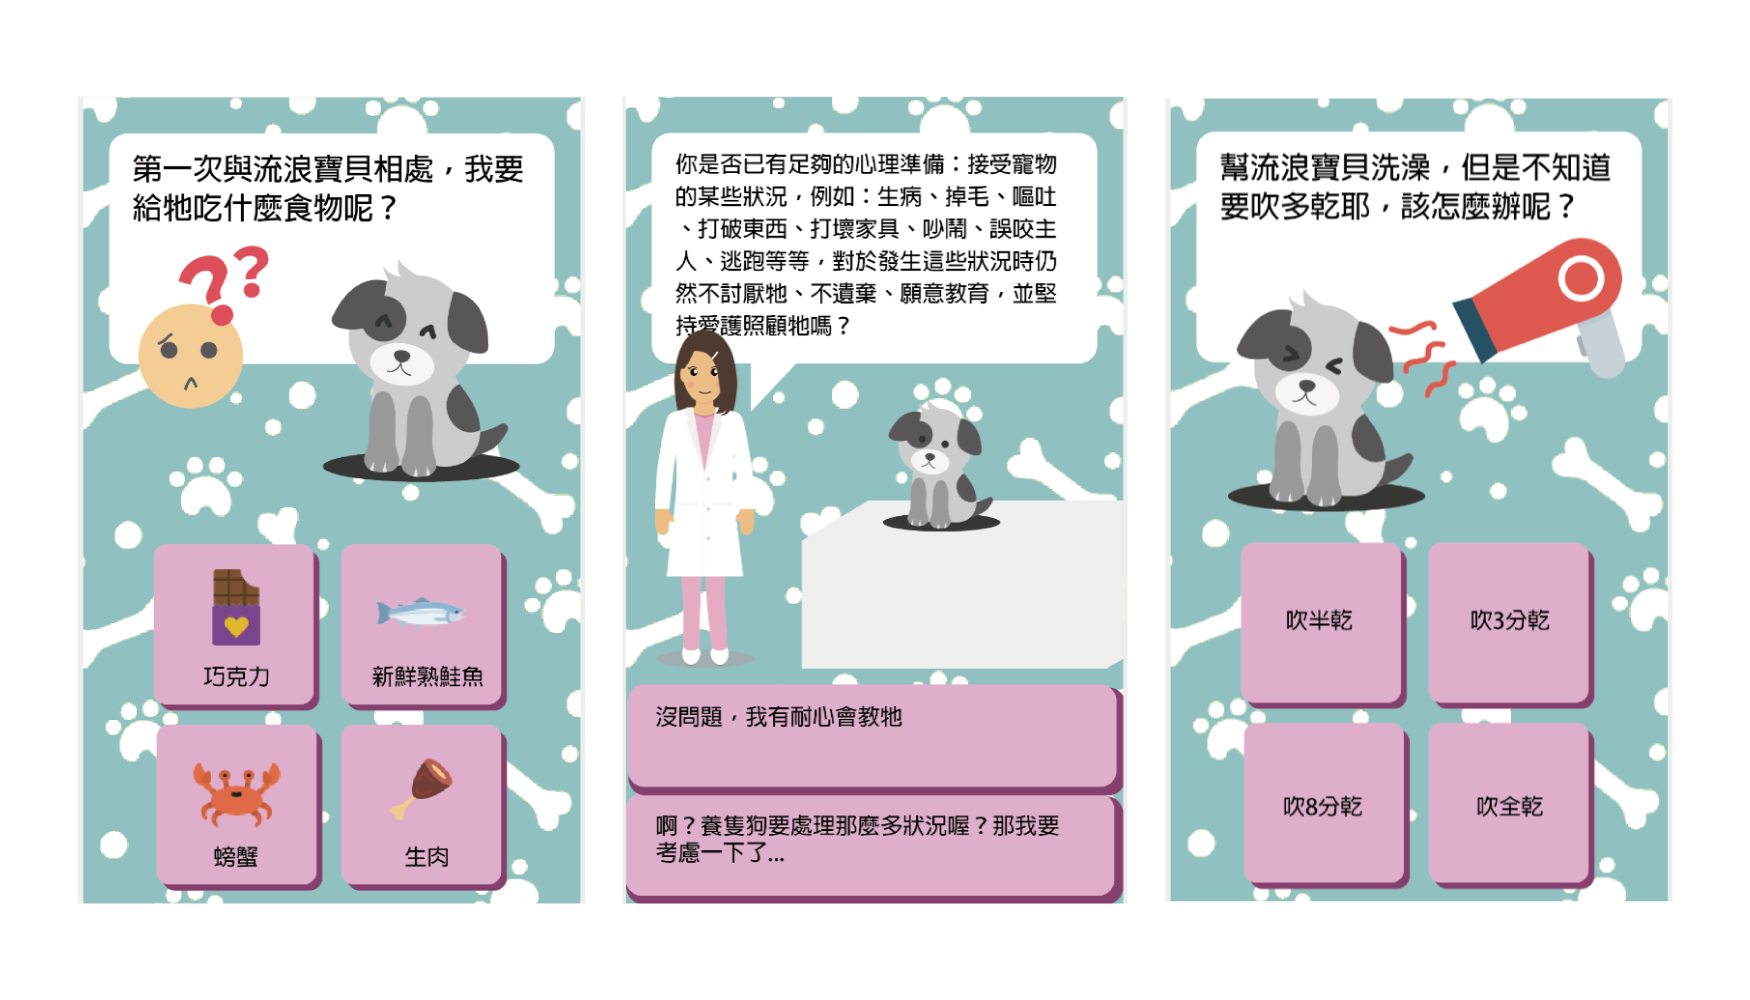 第一次與流浪寶貝相處，我要
給牠吃什麼食物呢？
巧克力
新鮮熟鮭魚
螃蟹
生肉
你是否已有足夠的心理準備：接受寵物
的某些狀況，例如：生病、掉毛、嘔吐
、打破東西、打壞家具、吵鬧、誤咬主
人、逃跑等等，對於發生這些狀況時仍
然不討厭牠、不遺棄、願意教育，並堅
持愛護照顧牠嗎？
沒問題，我有耐心會教牠
啊？養隻狗要處理那麼多狀況喔？那我要
考慮一下了...
幫流浪寶貝洗澡，但是不知道
要吹多乾耶，該怎麼辦呢？
吹半乾
吹3分乾
吹8分乾
吹全乾